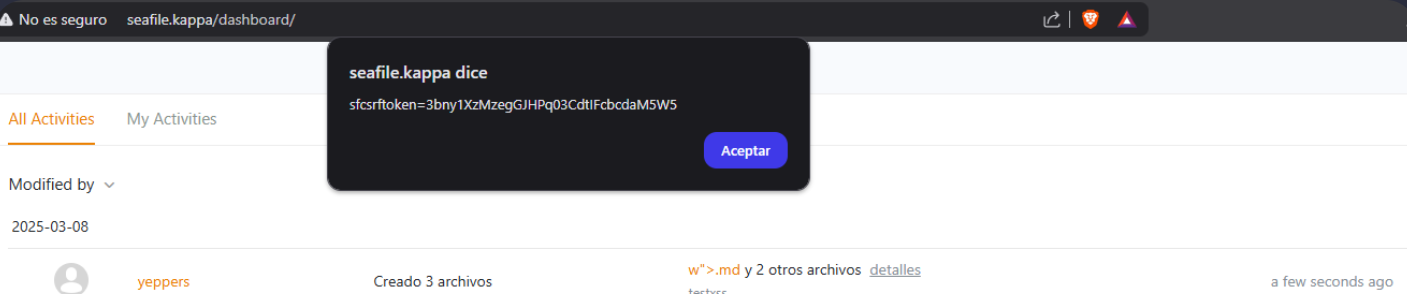 No es seguro seafile.kappa/dashboard/
seafile.kappa dice
sfcsrftoken=3bny1XzMzegGJHPq03CdtIFcbcdaM5W5
Aceptar
All Activities My Activities
Modified by
2025-03-08
yeppers Creado 3 archivos w">.md y 2 otros archivos detalles a few seconds ago
testxss